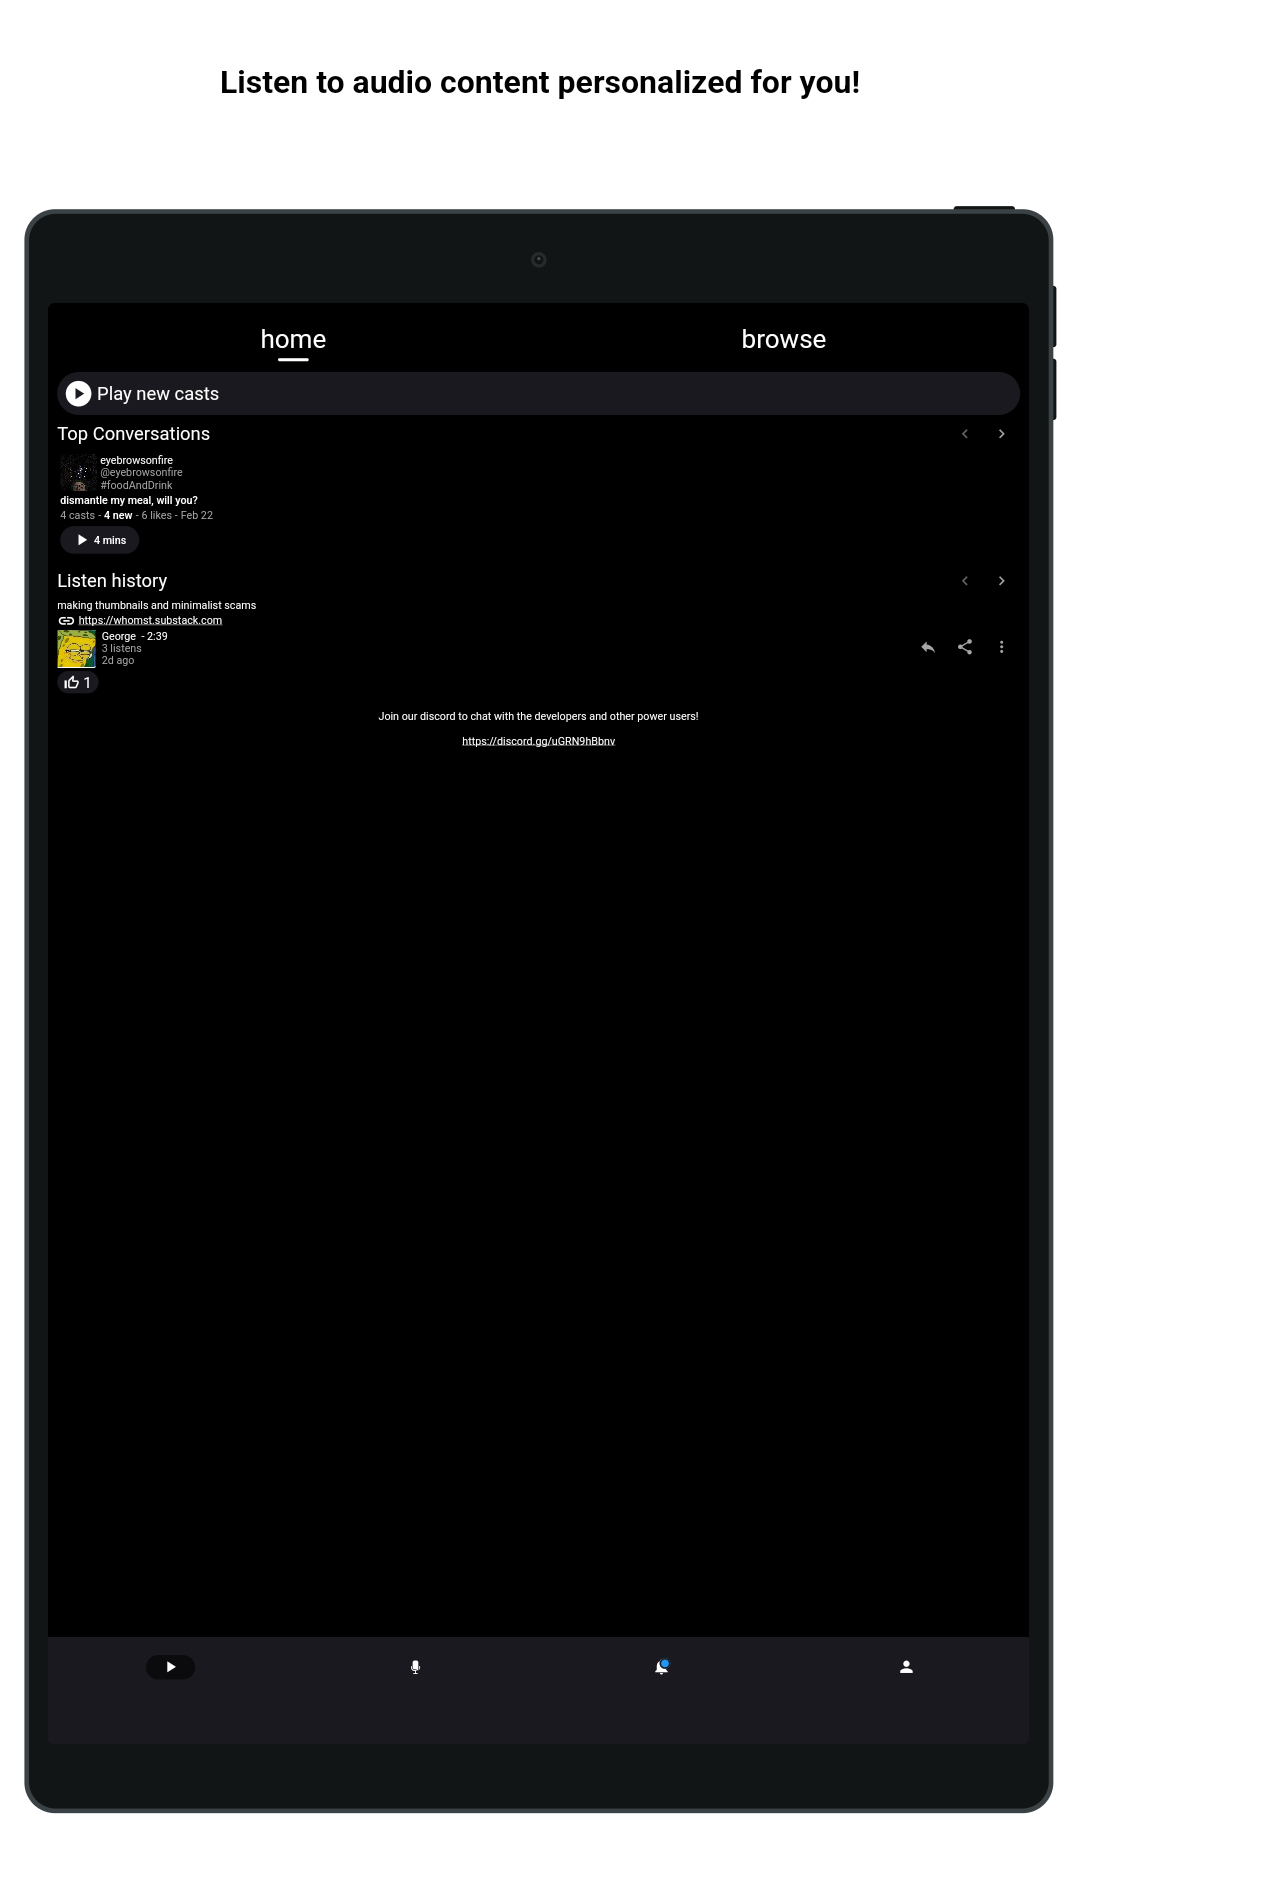 Listen to audio content personalized for you!
home
browse
Play new casts
Top Conversations
eyebrowsonfire
@eyebrowsonfire
#foodAndDrink
dismantle my meal, will you?
4 casts - 4 new - 6 likes - Feb 22
4 mins
Listen history
making thumbnails and minimalist scams
https://whomst.substack.com
George - 2:39
3 listens
2d ago
1
Join our discord to chat with the developers and other power users!
https://discord.gg/uGRN9hBbnv